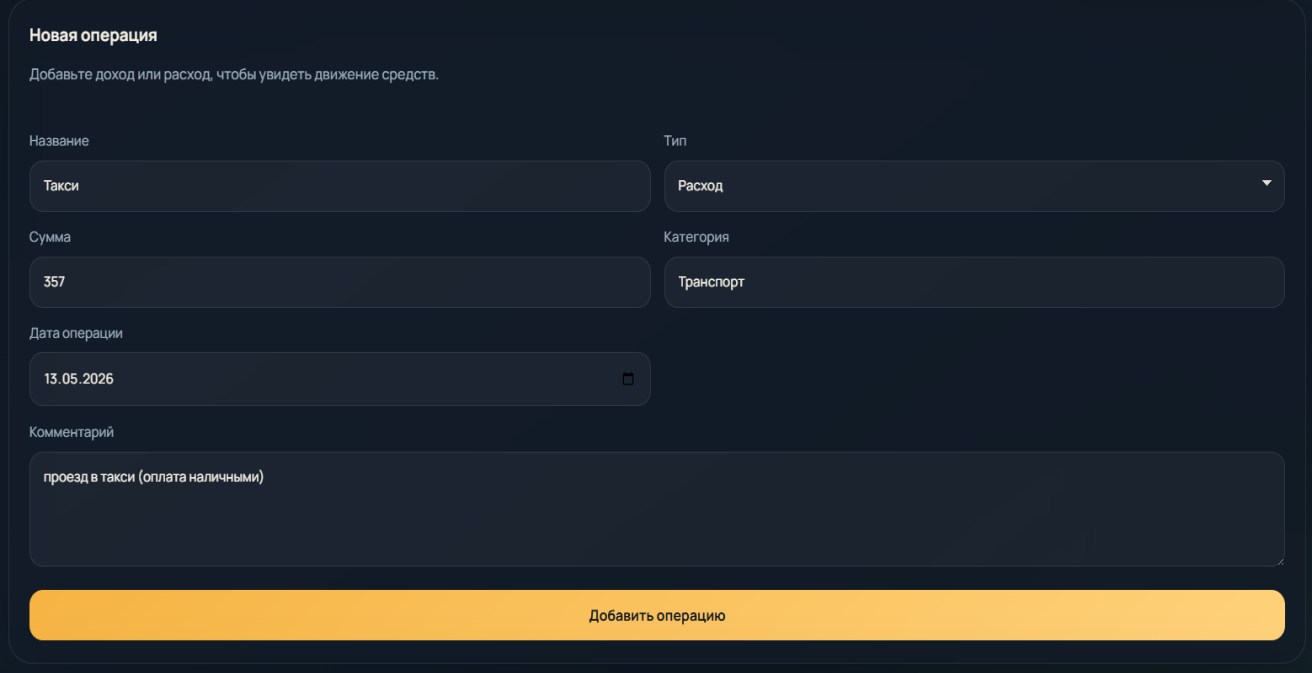 Новая операция
Добавьте доход или расход, чтобы увидеть движение средств.
Название
Тип
Такси
Расход
Сумма
Категория
357
Транспорт
Дата операции
13.05.2026
Комментарий
проезд в такси (оплата наличными)
Добавить операцию